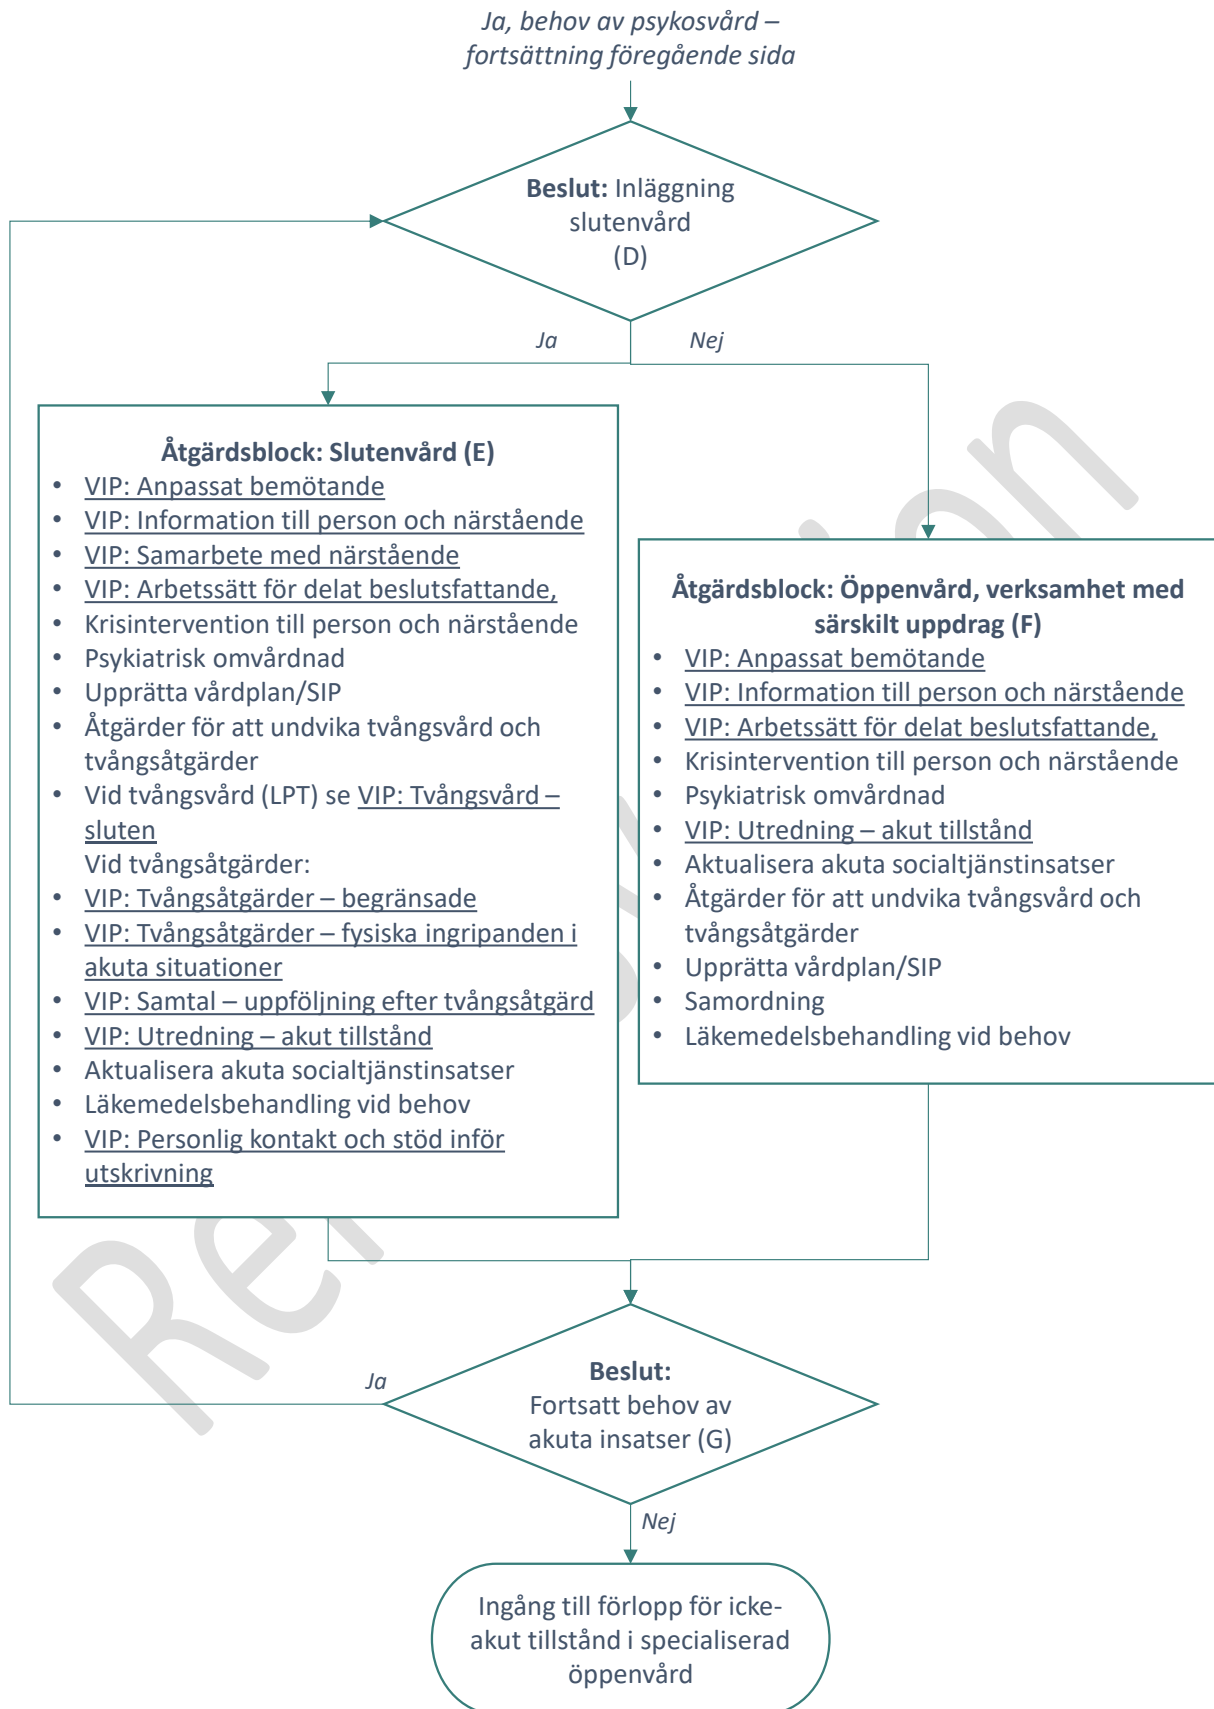 Ja, behov av psykosvård –
fortsättning föregående sida
Beslut: Inläggning
slutenvård
(D)
Ja
Nej
Åtgärdsblock: Slutenvård (E)
• VIP: Anpassat bemötande
• VIP: Information till person och närstående
• VIP: Samarbete med närstående
• VIP: Arbetssätt för delat beslutsfattande,
• Krisintervention till person och närstående
• Psykiatrisk omvårdnad
• Upprätta vårdplan/SIP
• Åtgärder för att undvika tvångsvård och
tvångsåtgärder
• Vid tvångsvård (LPT) se VIP: Tvångsvård –
sluten
Vid tvångsåtgärder:
• VIP: Tvångsåtgärder – begränsade
• VIP: Tvångsåtgärder – fysiska ingripanden i
akuta situationer
• VIP: Samtal – uppföljning efter tvångsåtgärd
• VIP: Utredning – akut tillstånd
• Aktualisera akuta socialtjänstinsatser
• Läkemedelsbehandling vid behov
• VIP: Personlig kontakt och stöd inför
utskrivning
Åtgärdsblock: Öppenvård, verksamhet med
särskilt uppdrag (F)
• VIP: Anpassat bemötande
• VIP: Information till person och närstående
• VIP: Arbetssätt för delat beslutsfattande,
• Krisintervention till person och närstående
• Psykiatrisk omvårdnad
• VIP: Utredning – akut tillstånd
• Aktualisera akuta socialtjänstinsatser
• Åtgärder för att undvika tvångsvård och
tvångsåtgärder
• Upprätta vårdplan/SIP
• Samordning
• Läkemedelsbehandling vid behov
Ja
Beslut:
Fortsatt behov av
akuta insatser (G)
Nej
Ingång till förlopp för icke-
akut tillstånd i specialiserad
öppenvård